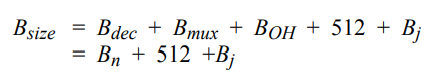 B_size = B_dec + B_mux + B_OH + 512 + B_j
= B_n + 512 +B_j